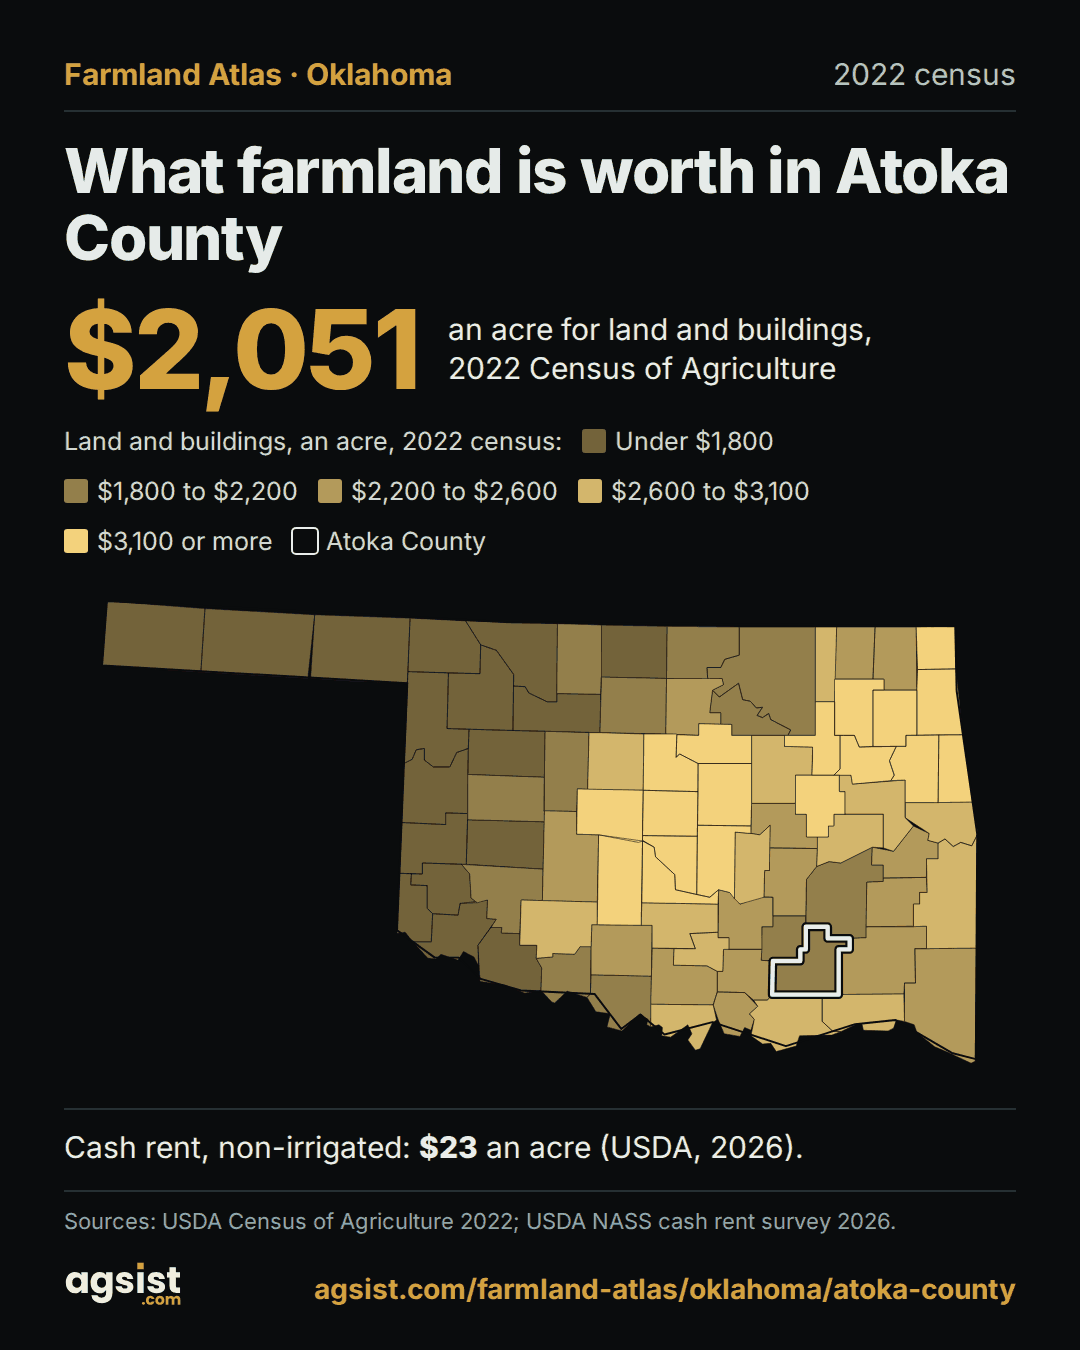 Farmland Atlas · Oklahoma
2022 census
What farmland is worth in Atoka
County
$2,051
an acre for land and buildings,
2022 Census of Agriculture
Land and buildings, an acre, 2022 census:
Under $1,800
$1,800 to $2,200
$2,200 to $2,600
$2,600 to $3,100
$3,100 or more
Atoka County
Cash rent, non-irrigated: $23 an acre (USDA, 2026).
Sources: USDA Census of Agriculture 2022; USDA NASS cash rent survey 2026.
agsist
.com
agsist.com/farmland-atlas/oklahoma/atoka-county